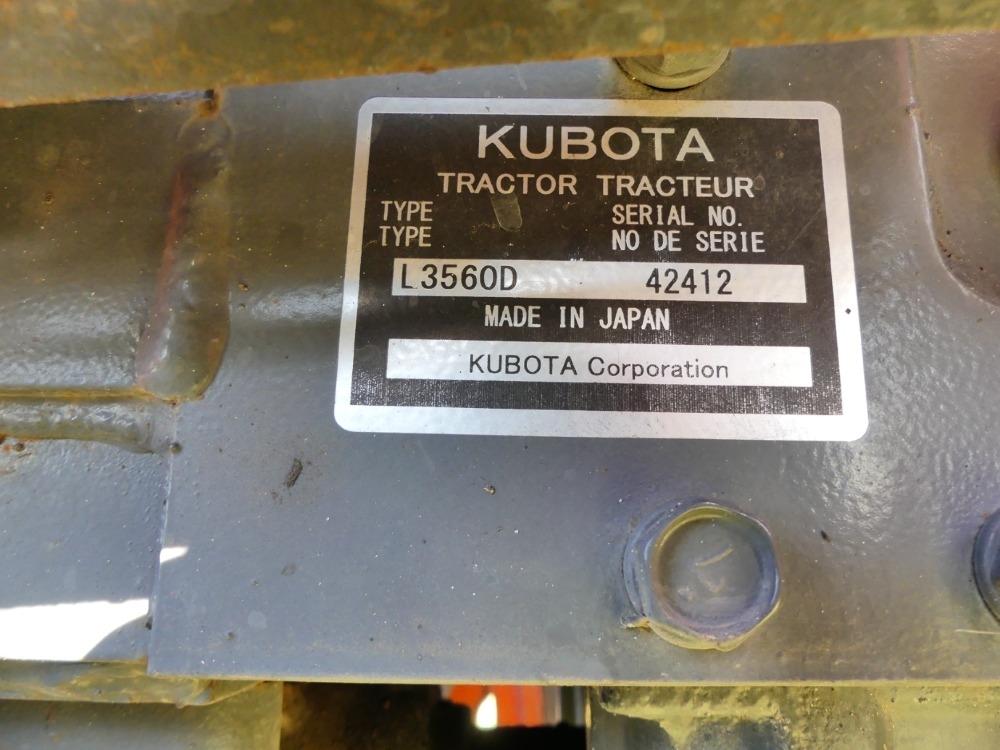 KUBOTA
TRACTOR TRACTEUR
TYPE SERIAL NO.
TYPE NO DE SERIE
L3560D 42412
MADE IN JAPAN
KUBOTA Corporation